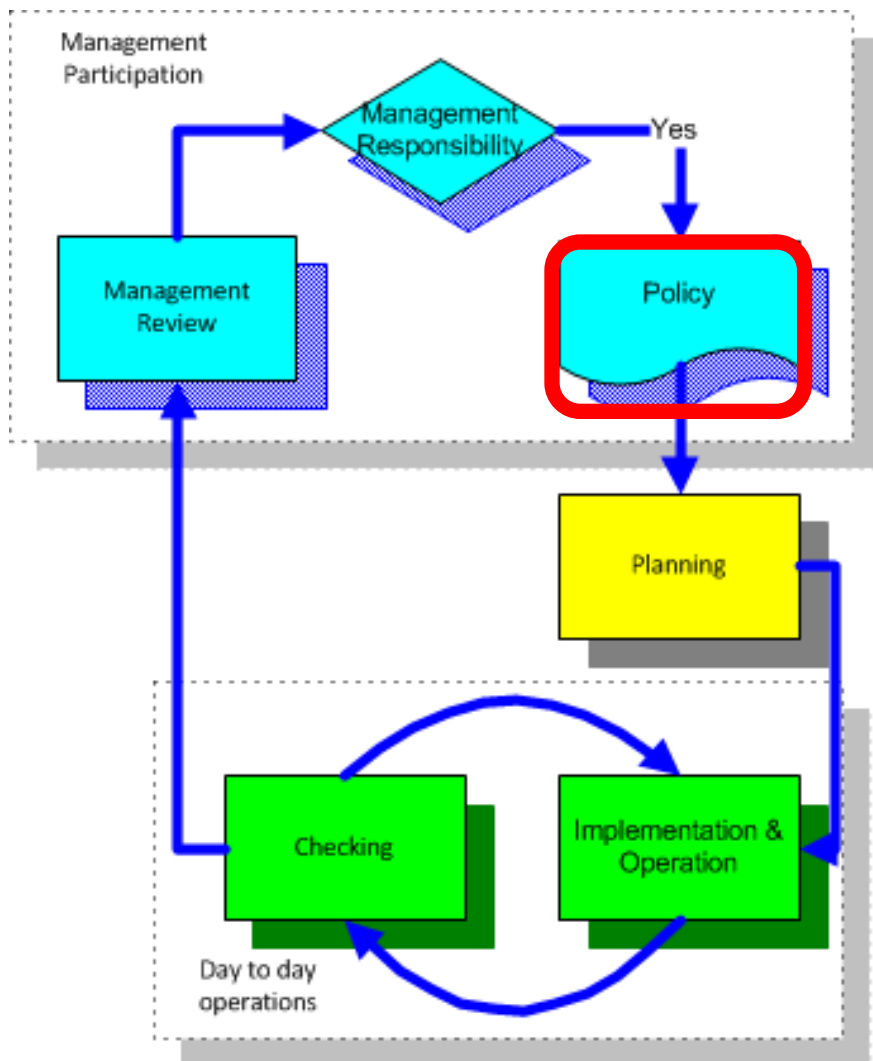 Management
Participation
Management
Responsibility
Yes
Management
Review
Policy
Planning
Checking
Implementation &
Operation
Day to day
operations